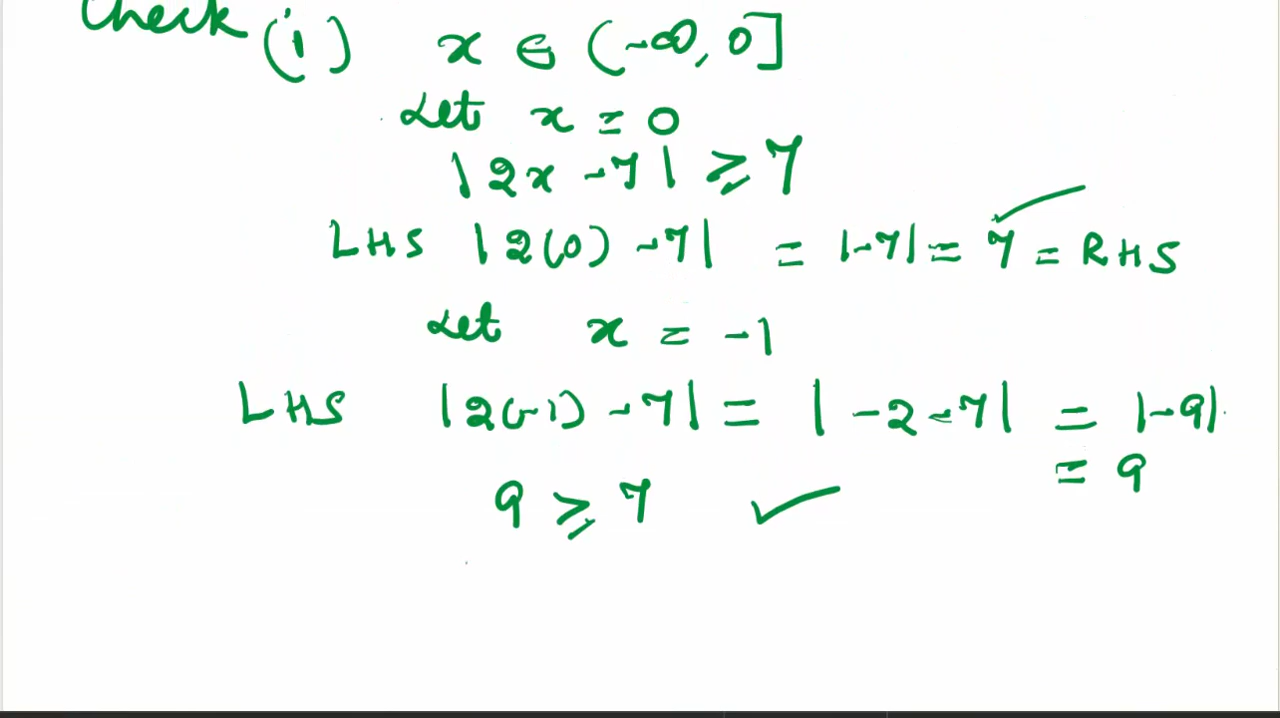 Check (i) x ∈ (-∞, 0]
Let x = 0
|2x - 7| ≥ 7
LHS |2(0) - 7| = |-7| = 7 = RHS
Let x = -1
LHS |2(-1) - 7| = |-2 - 7| = |-9|
= 9
9 ≥ 7 ✓